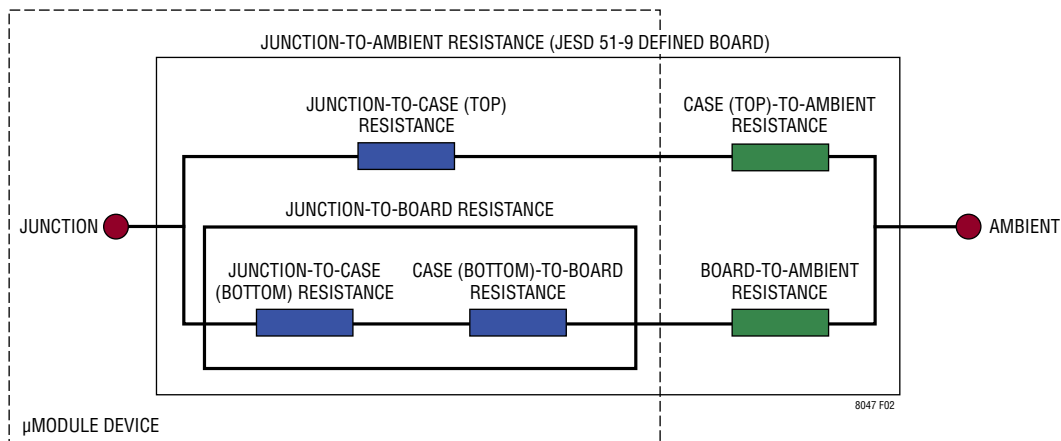 JUNCTION-TO-AMBIENT RESISTANCE (JESD 51-9 DEFINED BOARD)
JUNCTION-TO-CASE (TOP)
RESISTANCE
CASE (TOP)-TO-AMBIENT
RESISTANCE
JUNCTION-TO-BOARD RESISTANCE
JUNCTION
AMBIENT
JUNCTION-TO-CASE
(BOTTOM) RESISTANCE
CASE (BOTTOM)-TO-BOARD
RESISTANCE
BOARD-TO-AMBIENT
RESISTANCE
8047 F02
µMODULE DEVICE